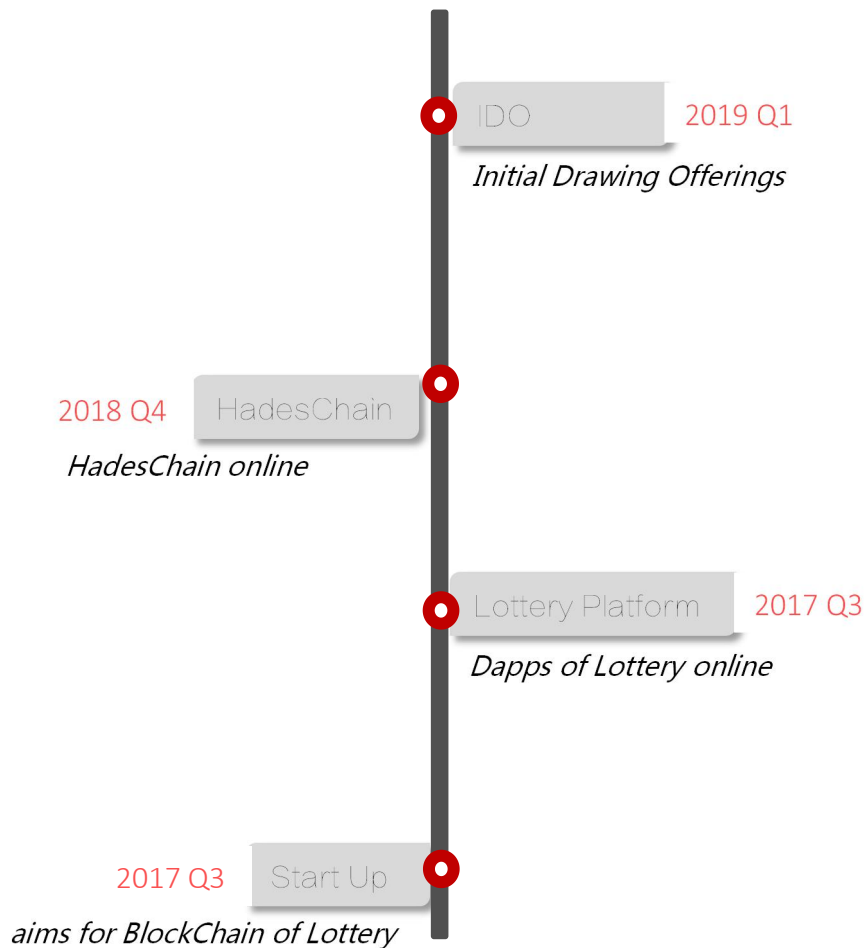 IDO
2019 Q1
Initial Drawing Offerings
2018 Q4
HadesChain
HadesChain online
Lottery Platform
2017 Q3
Dapps of Lottery online
2017 Q3
Start Up
aims for BlockChain of Lottery